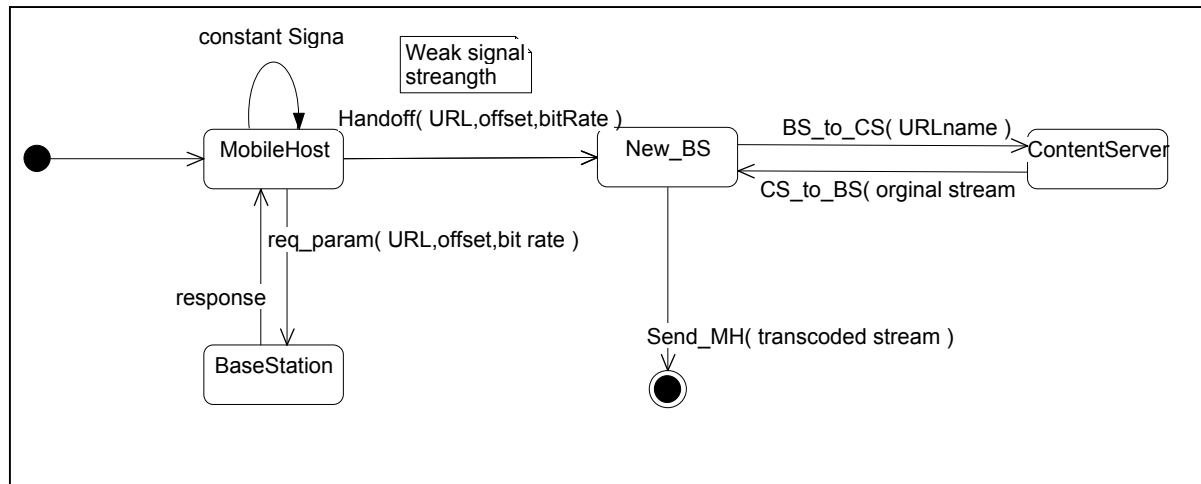 constant Signa
Weak signal
streangth
Handoff( URL,offset,bitRate )
MobileHost
New_BS
BS_to_CS( URLname )
ContentServer
CS_to_BS( orginal stream
req_param( URL,offset,bit rate )
response
BaseStation
Send_MH( transcoded stream )